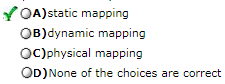 A)static mapping
B)dynamic mapping
C)physical mapping
D)None of the choices are correct